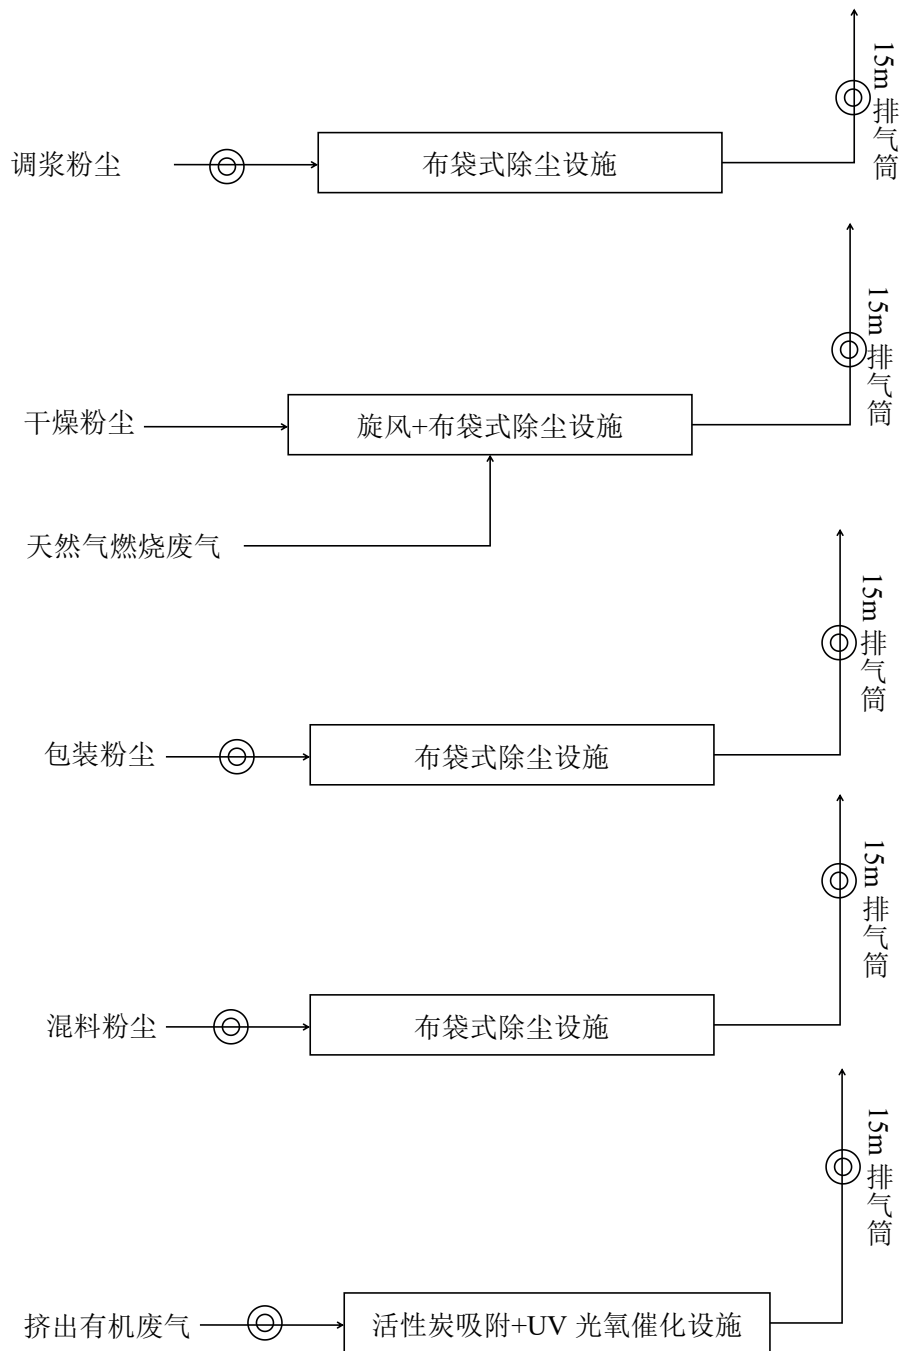 15m 排气筒
调浆粉尘
布袋式除尘设施
15m 排气筒
干燥粉尘
旋风+布袋式除尘设施
天然气燃烧废气
15m 排气筒
包装粉尘
布袋式除尘设施
15m 排气筒
混料粉尘
布袋式除尘设施
15m 排气筒
挤出有机废气
活性炭吸附+UV 光氧催化设施